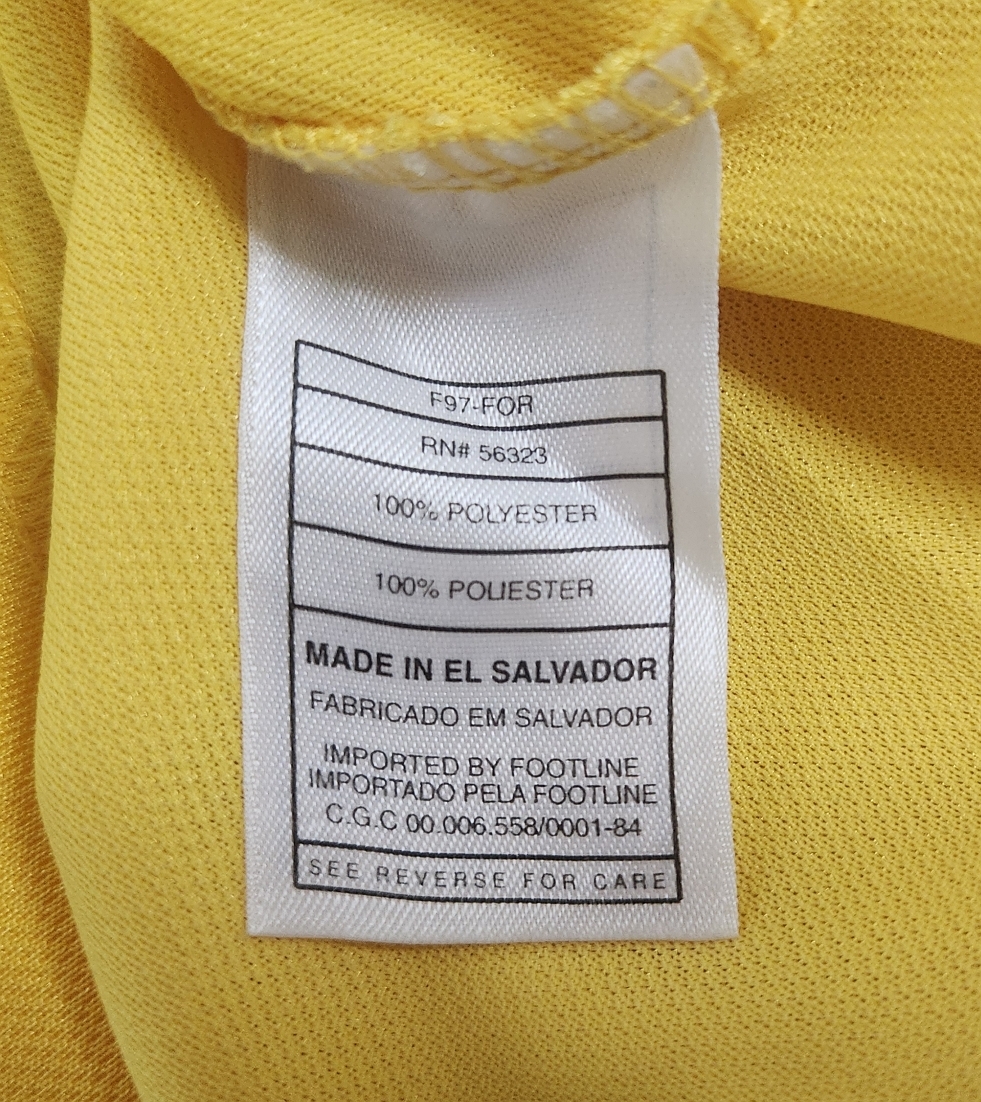 F97-FOR
RN# 56323
100% POLYESTER
100% POLIESTER
MADE IN EL SALVADOR
FABRICADO EM SALVADOR
IMPORTED BY FOOTLINE
IMPORTADO PELA FOOTLINE
C.G.C 00.006.558/0001-84
SEE REVERSE FOR CARE